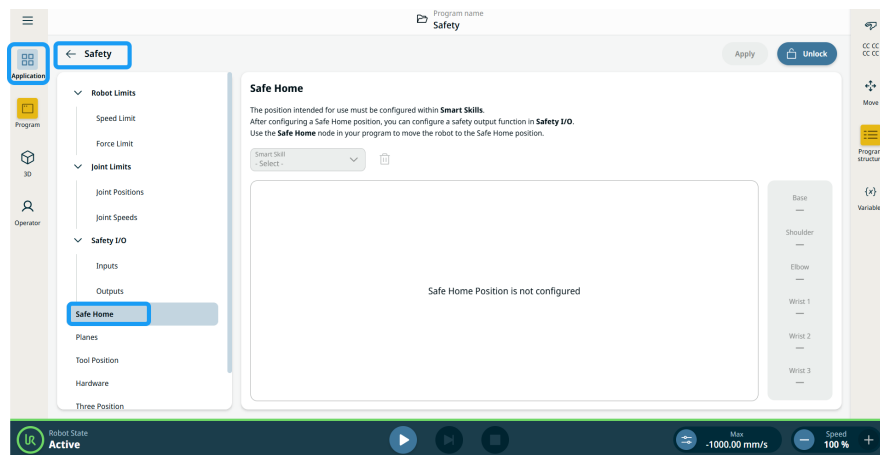 Program name
Safety
Application
Program
3D
Operator
Safety
Apply
Unlock
Robot Limits
Speed Limit
Force Limit
Joint Limits
Joint Positions
Joint Speeds
Safety I/O
Inputs
Outputs
Safe Home
Planes
Tool Position
Hardware
Three Position
Safe Home
The position intended for use must be configured within Smart Skills.
After configuring a Safe Home position, you can configure a safety output function in Safety I/O.
Use the Safe Home node in your program to move the robot to the Safe Home position.
Smart Skill
- Select -
Safe Home Position is not configured
Base
—
Shoulder
—
Elbow
—
Wrist 1
—
Wrist 2
—
Wrist 3
—
CC CC
CC CC
Move
Program
structur
{x}
Variable
UR
Robot State
Active
Max
-1000.00 mm/s
Speed
100 %